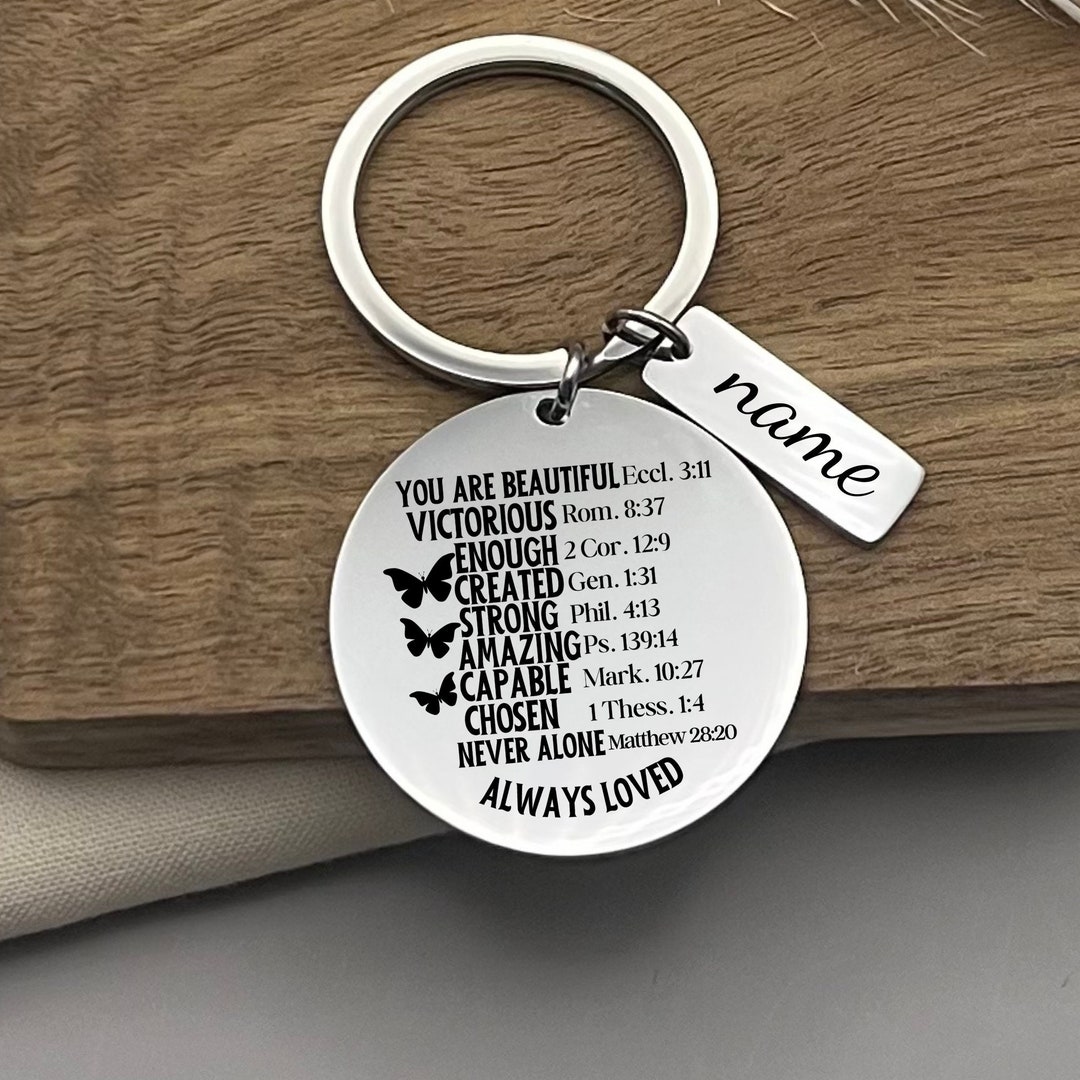 name
YOU ARE BEAUTIFUL Eccl. 3:11
VICTORIOUS Rom. 8:37
ENOUGH 2 Cor. 12:9
CREATED Gen. 1:31
STRONG Phil. 4:13
AMAZING Ps. 139:14
CAPABLE Mark. 10:27
CHOSEN 1 Thess. 1:4
NEVER ALONE Matthew 28:20
ALWAYS LOVED